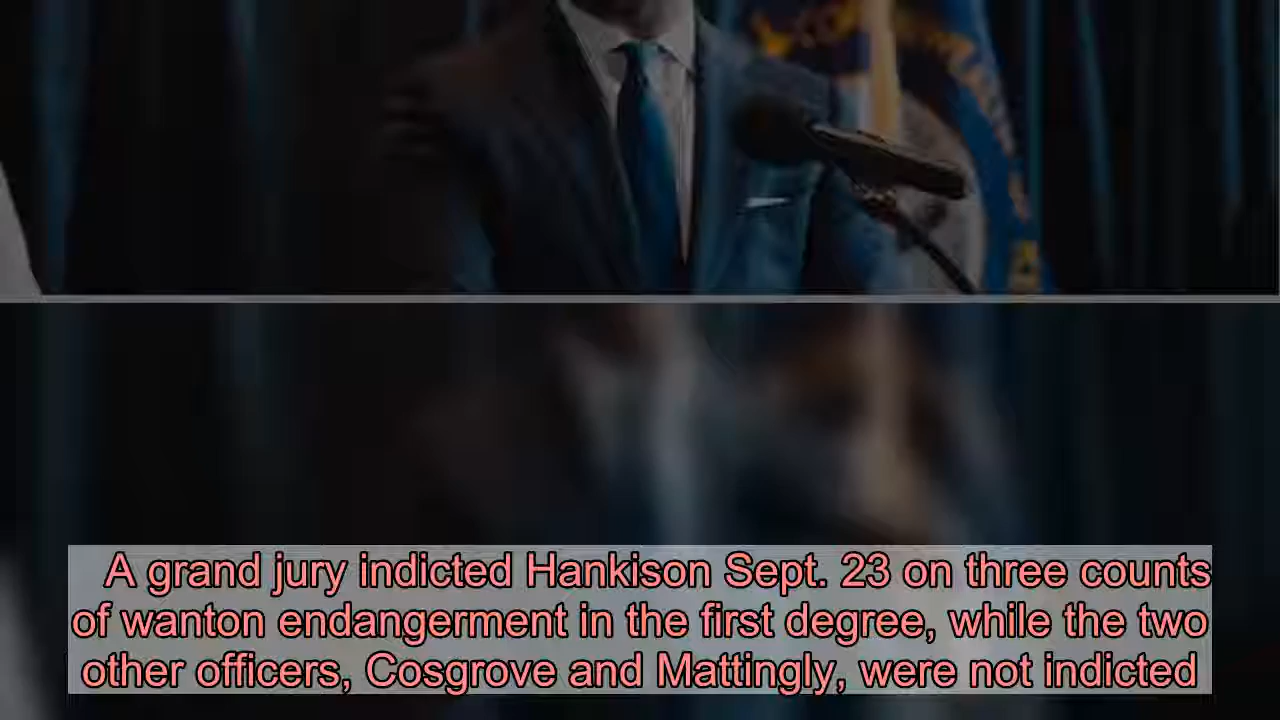 A grand jury indicted Hankison Sept. 23 on three counts
of wanton endangerment in the first degree, while the two
other officers, Cosgrove and Mattingly, were not indicted